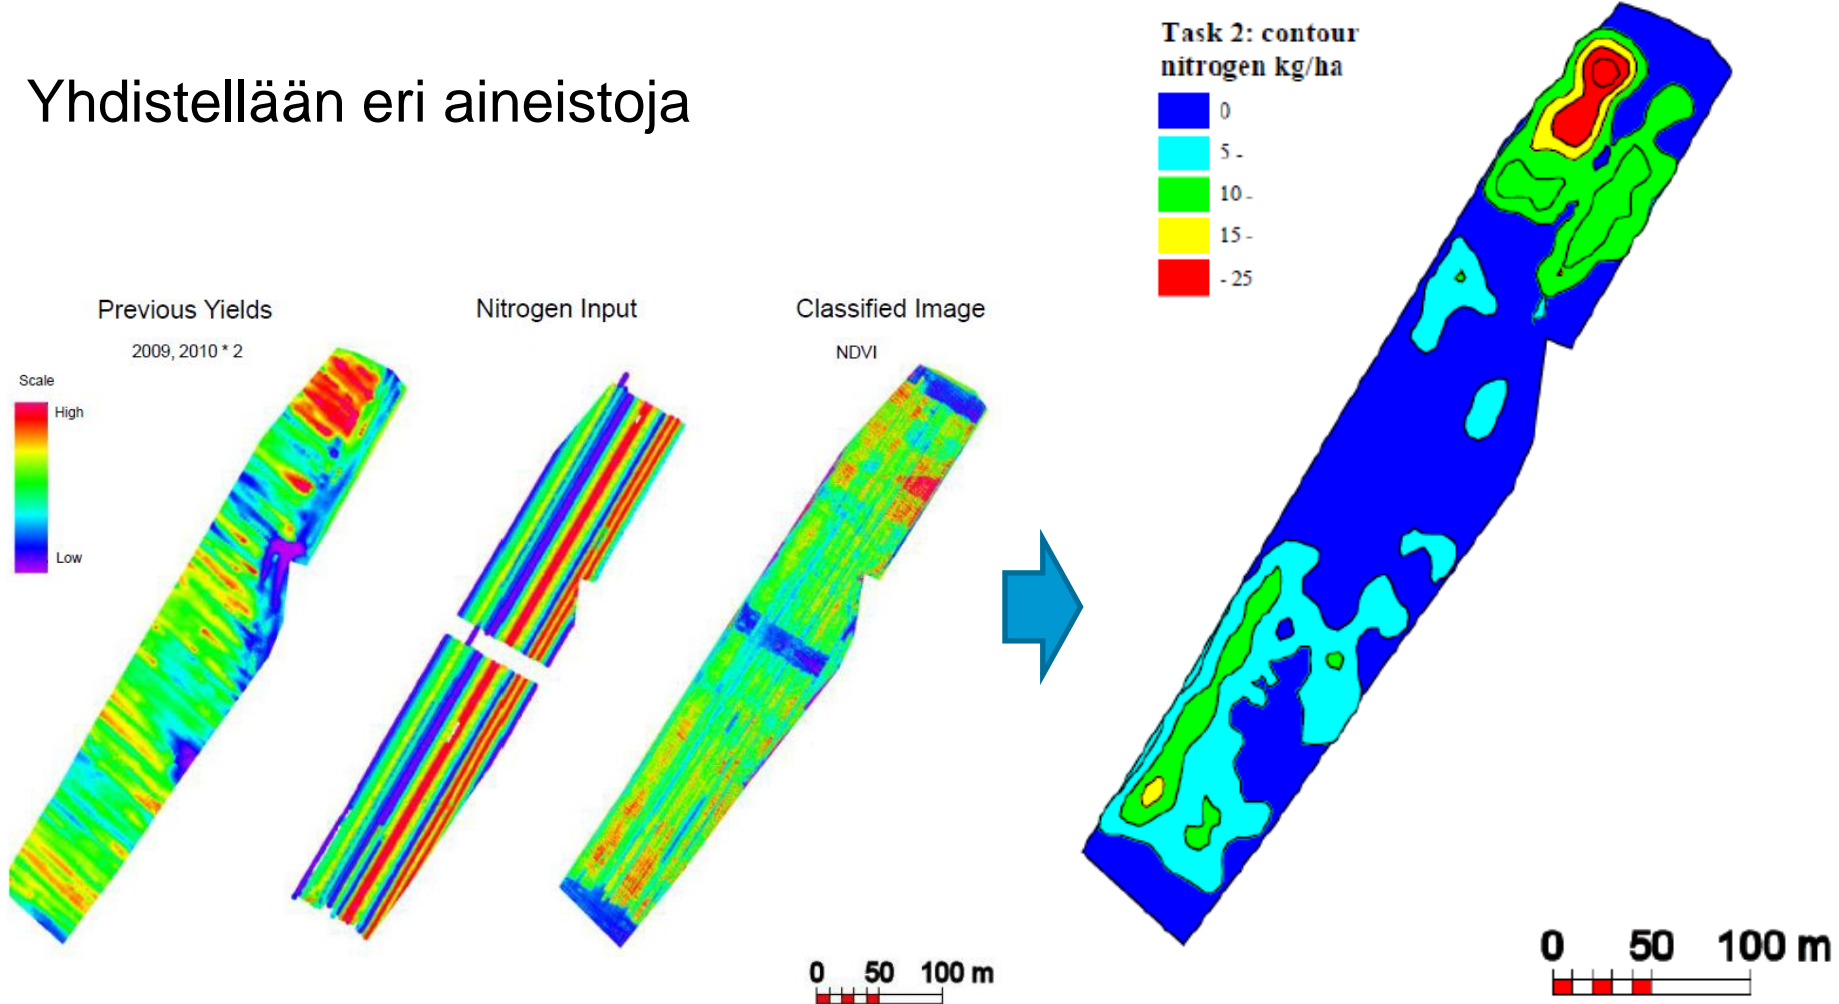 Yhdistellään eri aineistoja
Task 2: contour
nitrogen kg/ha
0
5 -
10 -
15 -
- 25
Previous Yields
2009, 2010 * 2
Nitrogen Input
Classified Image
NDVI
Scale
High
Low
0 50 100 m
0 50 100 m